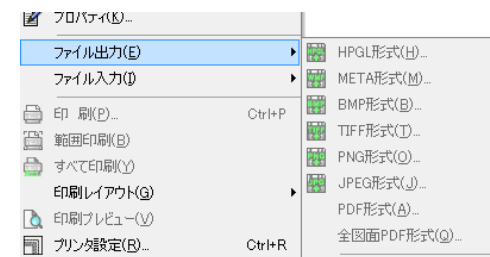 プロパティ(K)...
ファイル出力(E)
ファイル入力(I)
印 刷(P)... Ctrl+P
範囲印刷(B)
すべて印刷(Y)
印刷レイアウト(G)
印刷プレビュー(V)
プリンタ設定(R)... Ctrl+R
HPGL形式(H)...
META形式(M)...
BMP形式(B)...
TIFF形式(T)...
PNG形式(O)...
JPEG形式(J)...
PDF形式(A)...
全図面PDF形式(Q)...